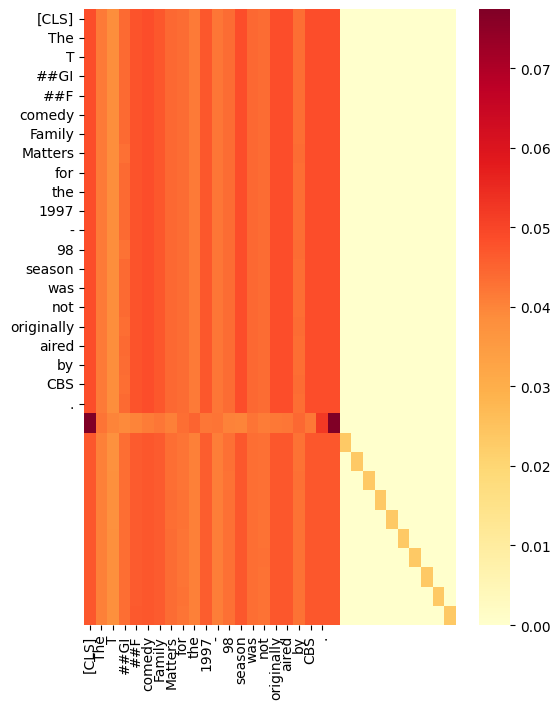 [CLS]
The
T
##GI
##F
comedy
Family
Matters
for
the
1997
-
98
season
was
not
originally
aired
by
CBS
.
0.07
0.06
0.05
0.04
0.03
0.02
0.01
0.00
[CLS]
The
T
##GI
##F
comedy
Family
Matters
for
the
1997
-
98
season
was
not
originally
aired
by
CBS
.